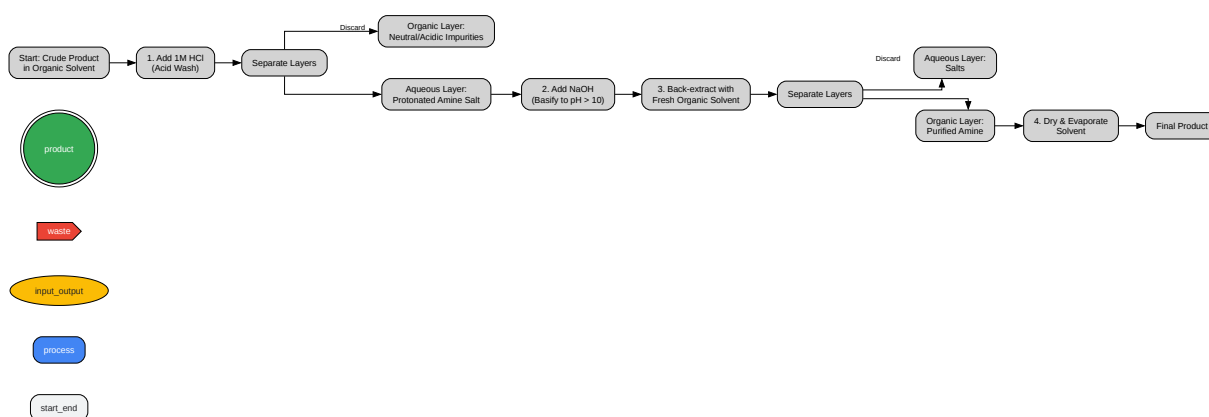 Start: Crude Product
in Organic Solvent
1. Add 1M HCl
(Acid Wash)
Separate Layers
Discard
Organic Layer:
Neutral/Acidic Impurities
Aqueous Layer:
Protonated Amine Salt
2. Add NaOH
(Basify to pH > 10)
3. Back-extract with
Fresh Organic Solvent
Separate Layers
Discard
Aqueous Layer:
Salts
Organic Layer:
Purified Amine
4. Dry & Evaporate
Solvent
Final Product
product
waste
input_output
process
start_end